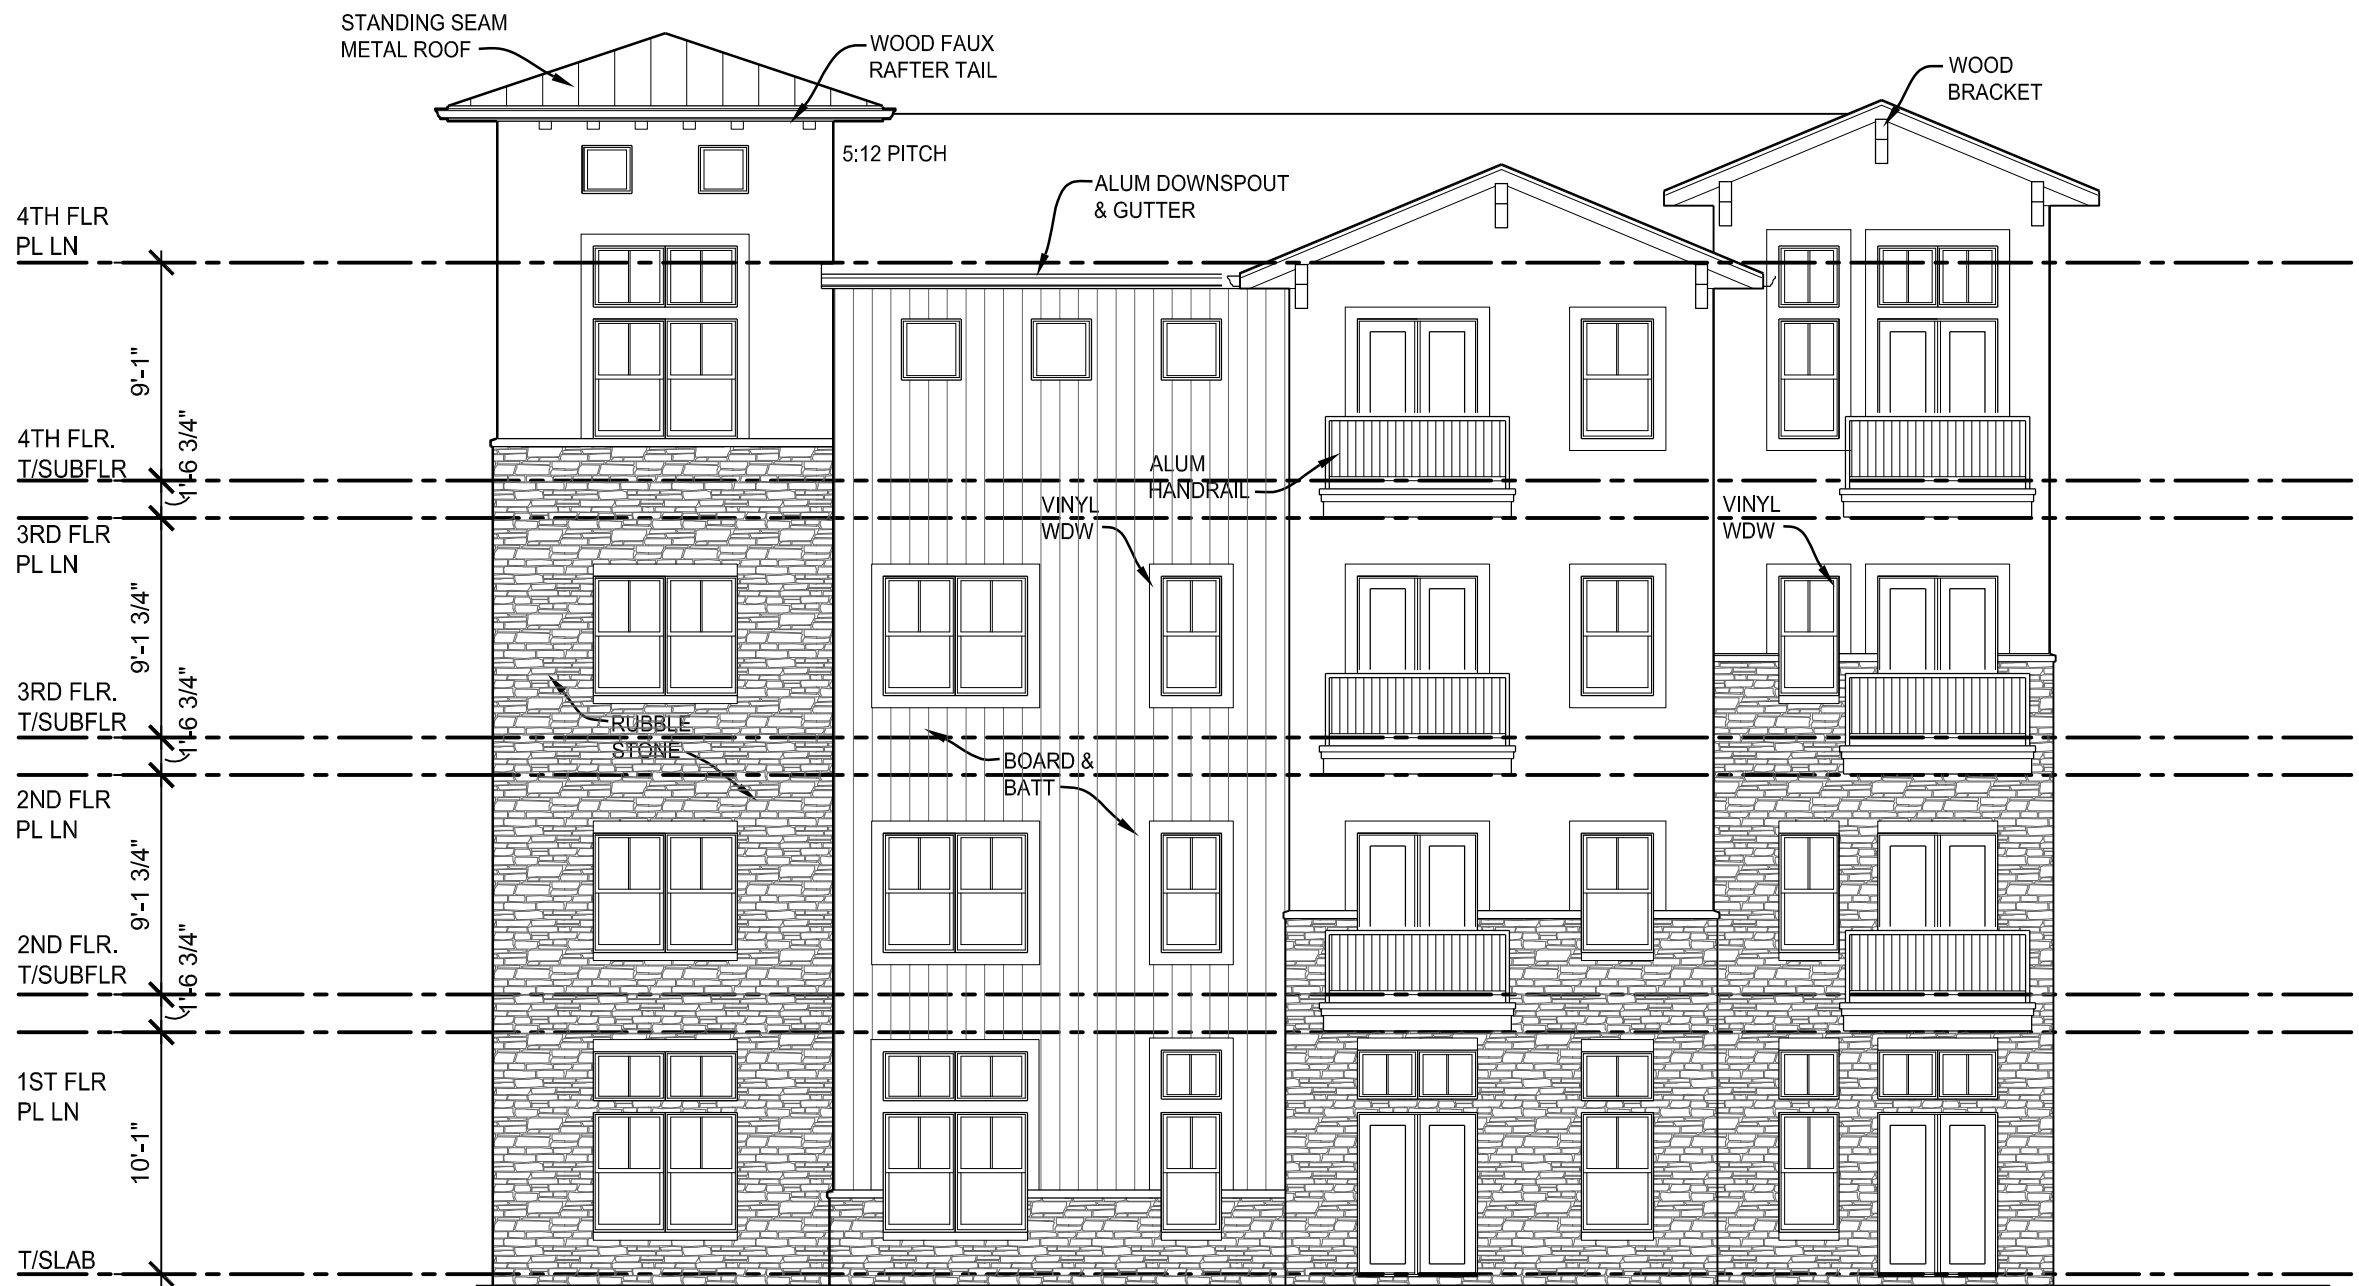 STANDING SEAM
METAL ROOF
WOOD FAUX
RAFTER TAIL
WOOD
BRACKET
5:12 PITCH
ALUM DOWNSPOUT
& GUTTER
4TH FLR
PL LN
9'-1"
4TH FLR.
T/SUBFLR
1'-6 3/4"
ALUM
HANDRAIL
VINYL
WDW
VINYL
WDW
3RD FLR
PL LN
9'-1 3/4"
3RD FLR.
T/SUBFLR
1'-6 3/4"
RUBBLE
STONE
BOARD &
BATT
2ND FLR
PL LN
9'-1 3/4"
2ND FLR.
T/SUBFLR
1'-6 3/4"
1ST FLR
PL LN
10'-1"
T/SLAB